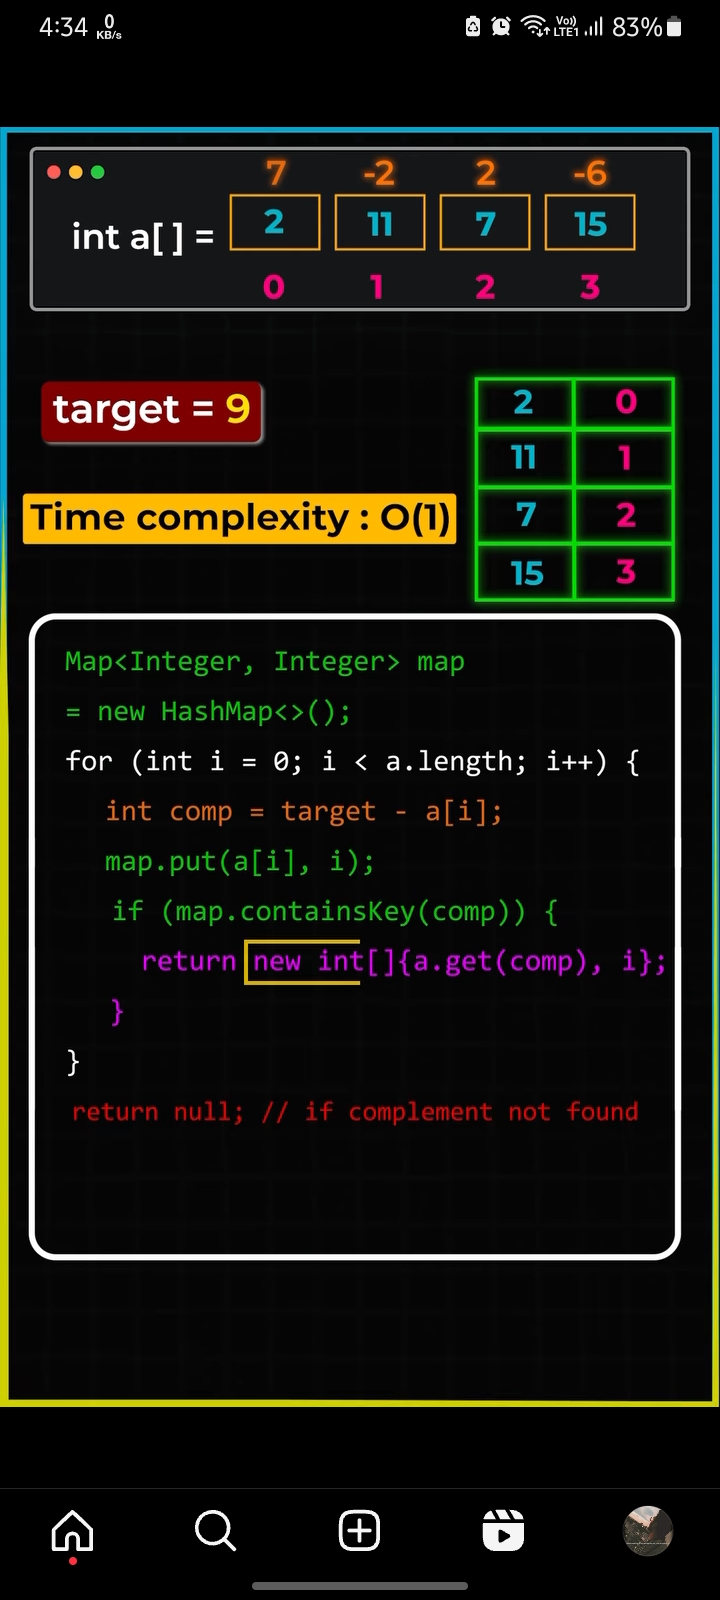 4:34 0 KB/s Vo)) LTE1 83%
7 -2 2 -6
int a[ ] = 2 11 7 15
0 1 2 3
target = 9
2 0
11 1
Time complexity : O(1)
7 2
15 3
Map<Integer, Integer> map
= new HashMap<>();
for (int i = 0; i < a.length; i++) {
int comp = target - a[i];
map.put(a[i], i);
if (map.containsKey(comp)) {
return new int[]{a.get(comp), i};
}
}
return null; // if complement not found